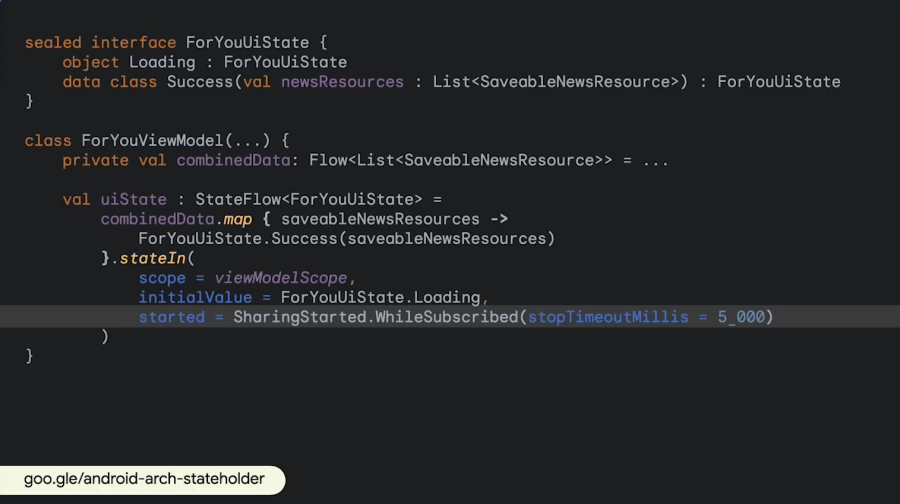 sealed interface ForYouUiState {
    object Loading : ForYouUiState
    data class Success(val newsResources : List<SaveableNewsResource>) : ForYouUiState
}
class ForYouViewModel(...) {
    private val combinedData: Flow<List<SaveableNewsResource>> = ...
    val uiState : StateFlow<ForYouUiState> =
        combinedData.map { saveableNewsResources ->
            ForYouUiState.Success(saveableNewsResources)
        }.stateIn(
            scope = viewModelScope,
            initialValue = ForYouUiState.Loading,
            started = SharingStarted.WhileSubscribed(stopTimeoutMillis = 5_000)
        )
}
goo.gle/android-arch-stateholder